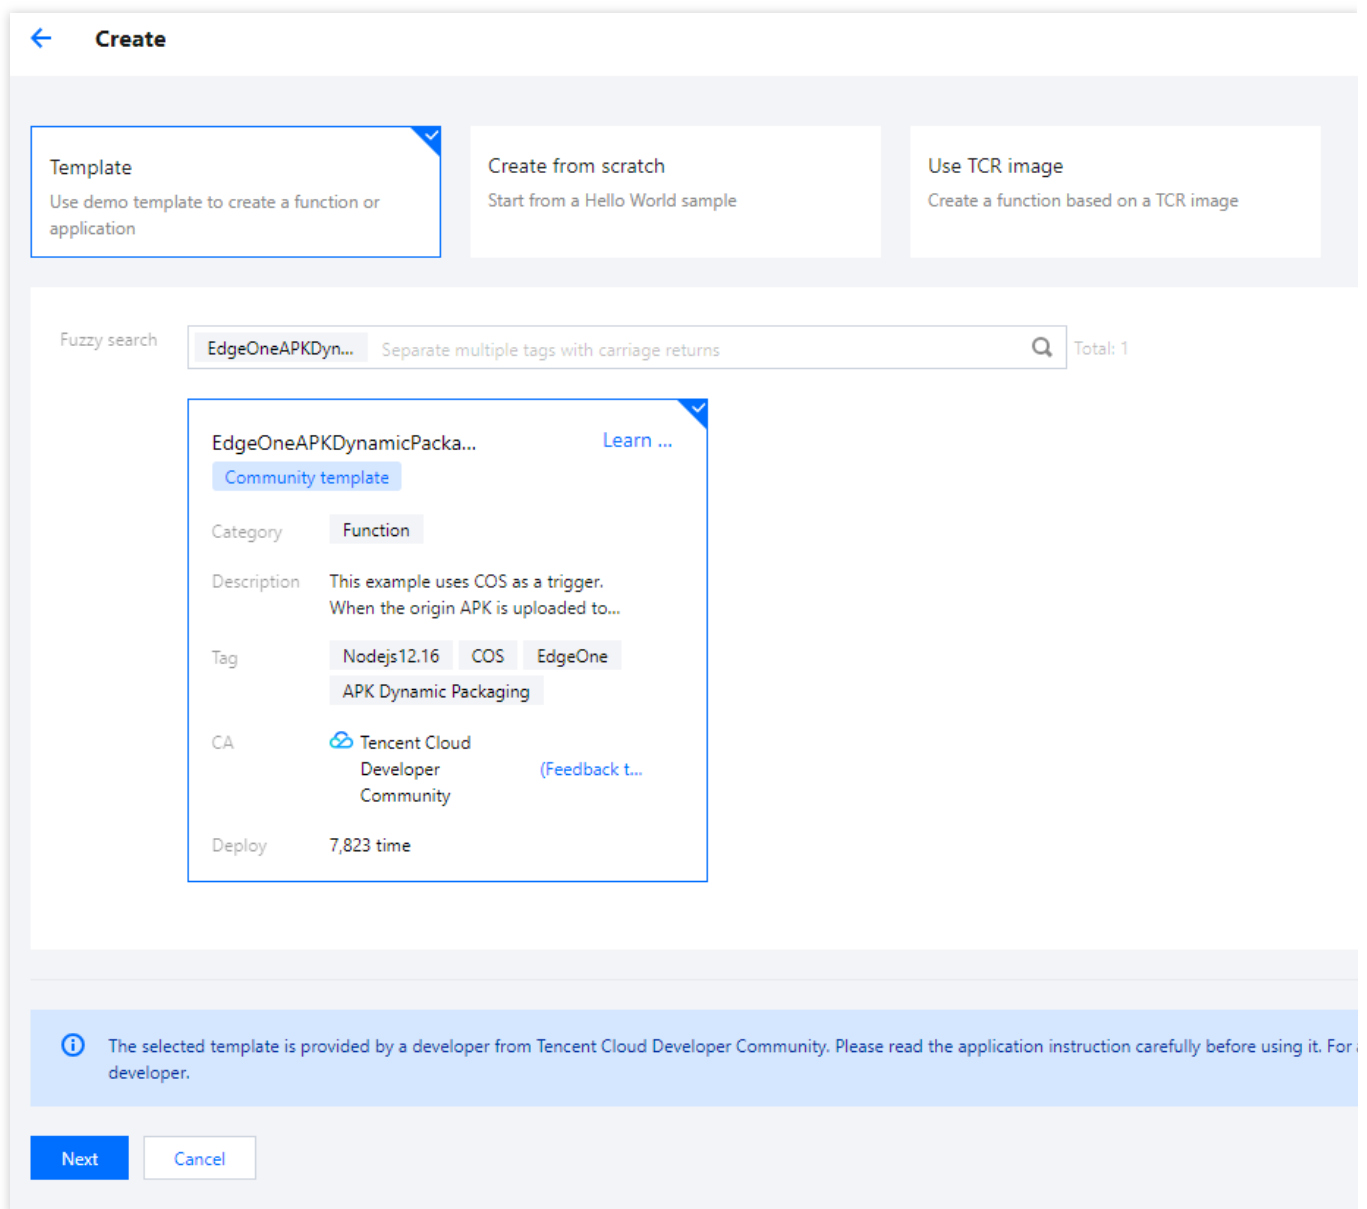 Create
Template
Use demo template to create a function or
application
Create from scratch
Start from a Hello World sample
Use TCR image
Create a function based on a TCR image
Fuzzy search
EdgeOneAPKDyn...
Separate multiple tags with carriage returns
Total: 1
EdgeOneAPKDynamicPacka...
Learn ...
Community template
Category
Function
Description
This example uses COS as a trigger.
When the origin APK is uploaded to...
Tag
Nodejs12.16
COS
EdgeOne
APK Dynamic Packaging
CA
Tencent Cloud
Developer
Community
(Feedback t...
Deploy
7,823 time
The selected template is provided by a developer from Tencent Cloud Developer Community. Please read the application instruction carefully before using it. For
developer.
Next
Cancel